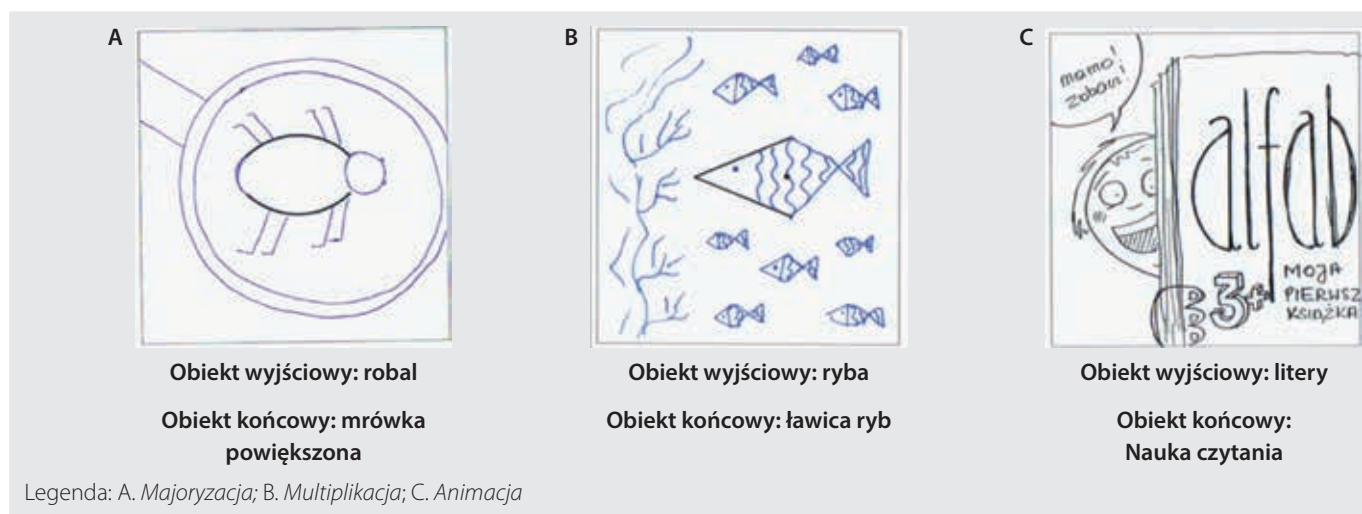 A
B
C
mamo!
zobacz!
alfab
3+
MOJA
PIERWSZ
KSIĄŻKA
Obiekt wyjściowy: robal
Obiekt końcowy: mrówka
powiększona
Obiekt wyjściowy: ryba
Obiekt końcowy: ławica ryb
Obiekt wyjściowy: litery
Obiekt końcowy:
Nauka czytania
Legenda: A. Majoryzacja; B. Multiplikacja; C. Animacja